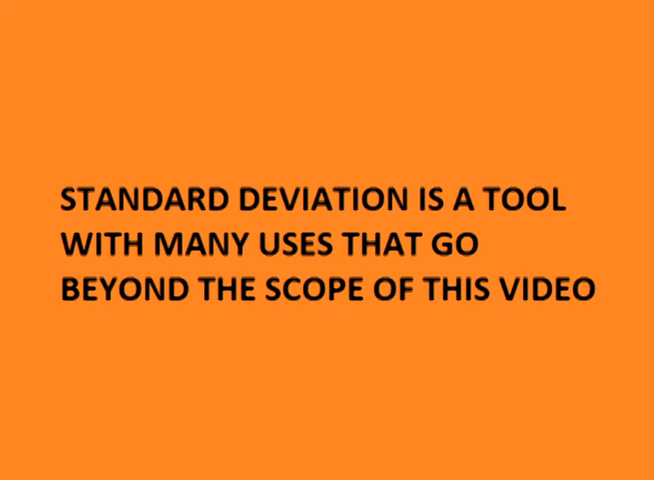 STANDARD DEVIATION IS A TOOL
WITH MANY USES THAT GO
BEYOND THE SCOPE OF THIS VIDEO